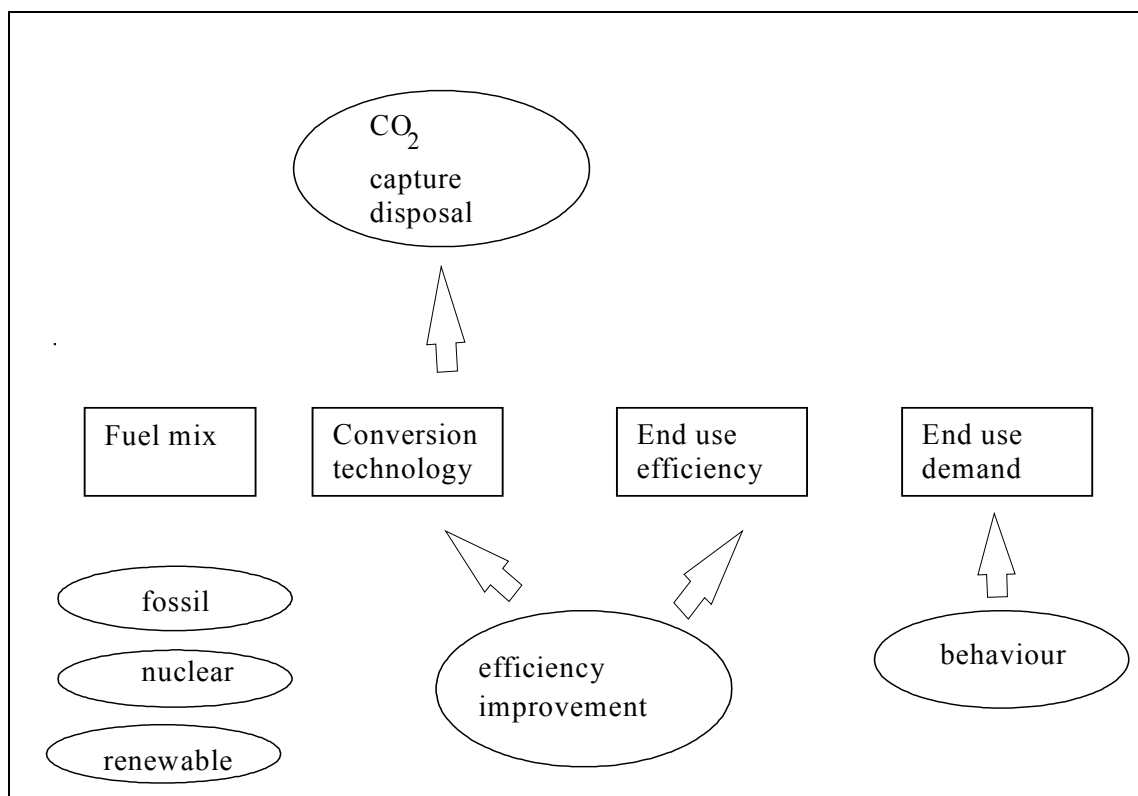 CO2
capture
disposal
Fuel mix
Conversion
technology
End use
efficiency
End use
demand
fossil
nuclear
renewable
efficiency
improvement
behaviour